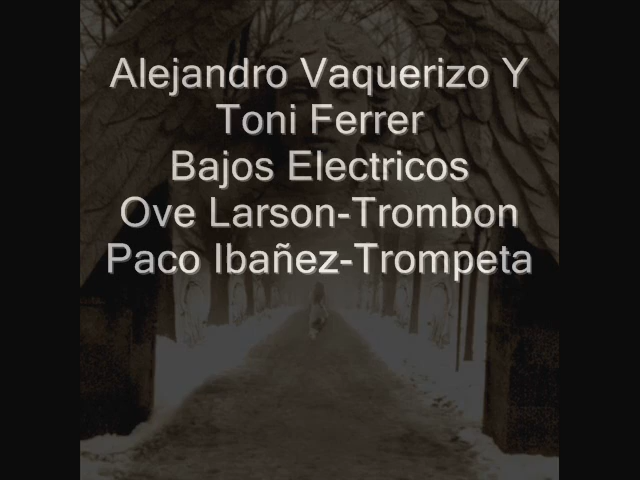 Alejandro Vaquerizo Y
Toni Ferrer
Bajos Electricos
Ove Larson-Trombon
Paco Ibañez-Trompeta